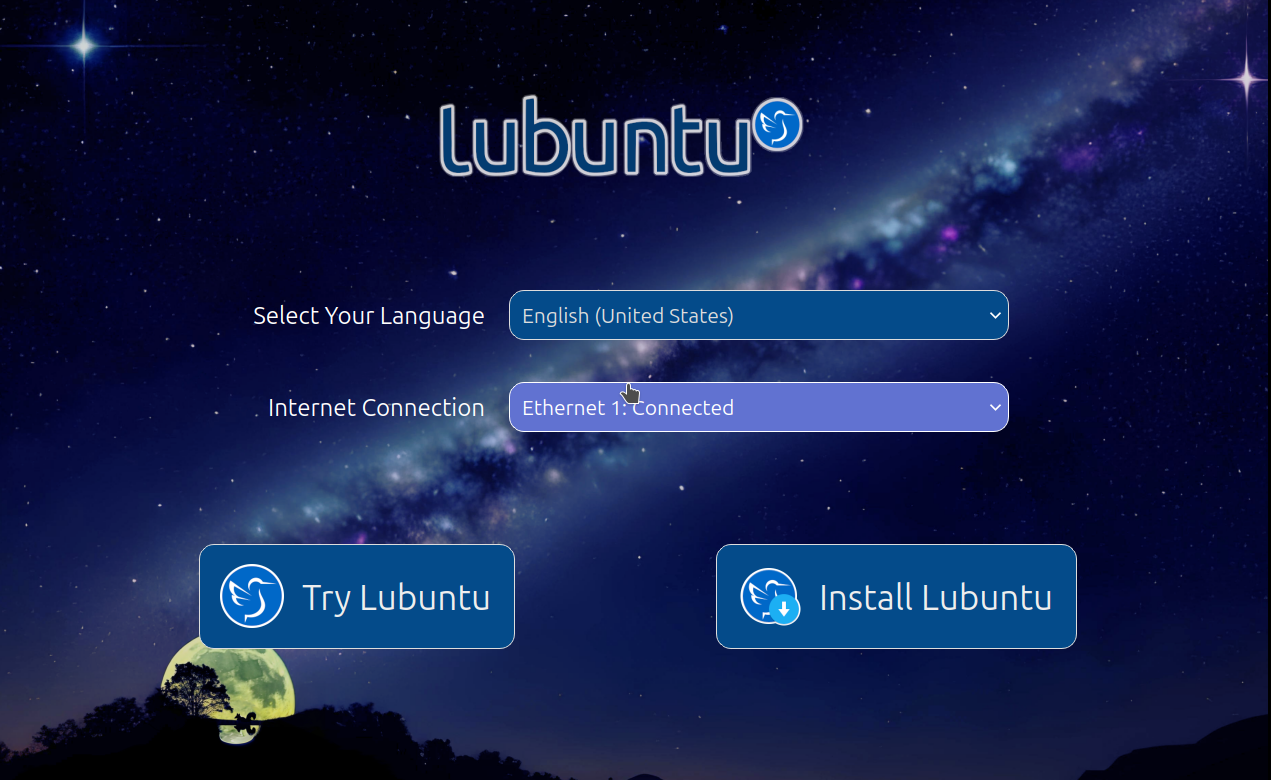 lubuntu
Select Your Language
English (United States)
Internet Connection
Ethernet 1: Connected
Try Lubuntu
Install Lubuntu